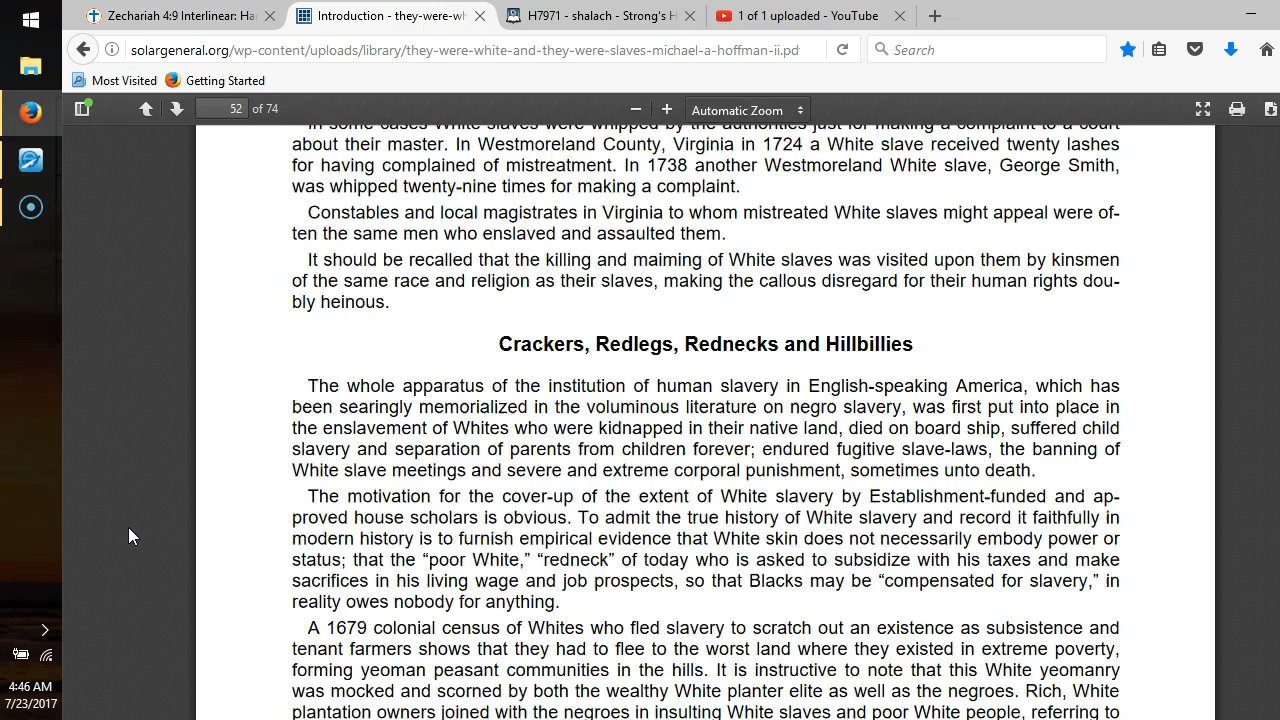 Zechariah 4:9 Interlinear: Ha
Introduction - they-were-wh
H7971 - shalach - Strong's H
1 of 1 uploaded - YouTube
solargeneral.org/wp-content/uploads/library/they-were-white-and-they-were-slaves-michael-a-hoffman-ii.pd
Search
Most Visited
Getting Started
52 of 74
Automatic Zoom
In some cases White slaves were whipped by the authorities just for making a complaint to a court
about their master. In Westmoreland County, Virginia in 1724 a White slave received twenty lashes
for having complained of mistreatment. In 1738 another Westmoreland White slave, George Smith,
was whipped twenty-nine times for making a complaint.
Constables and local magistrates in Virginia to whom mistreated White slaves might appeal were of-
ten the same men who enslaved and assaulted them.
It should be recalled that the killing and maiming of White slaves was visited upon them by kinsmen
of the same race and religion as their slaves, making the callous disregard for their human rights dou-
bly heinous.
Crackers, Redlegs, Rednecks and Hillbillies
The whole apparatus of the institution of human slavery in English-speaking America, which has
been searingly memorialized in the voluminous literature on negro slavery, was first put into place in
the enslavement of Whites who were kidnapped in their native land, died on board ship, suffered child
slavery and separation of parents from children forever; endured fugitive slave-laws, the banning of
White slave meetings and severe and extreme corporal punishment, sometimes unto death.
The motivation for the cover-up of the extent of White slavery by Establishment-funded and ap-
proved house scholars is obvious. To admit the true history of White slavery and record it faithfully in
modern history is to furnish empirical evidence that White skin does not necessarily embody power or
status; that the “poor White,” “redneck” of today who is asked to subsidize with his taxes and make
sacrifices in his living wage and job prospects, so that Blacks may be “compensated for slavery,” in
reality owes nobody for anything.
A 1679 colonial census of Whites who fled slavery to scratch out an existence as subsistence and
tenant farmers shows that they had to flee to the worst land where they existed in extreme poverty,
forming yeoman peasant communities in the hills. It is instructive to note that this White yeomanry
was mocked and scorned by both the wealthy White planter elite as well as the negroes. Rich, White
plantation owners joined with the negroes in insulting White slaves and poor White people, referring to
4:46 AM
7/23/2017